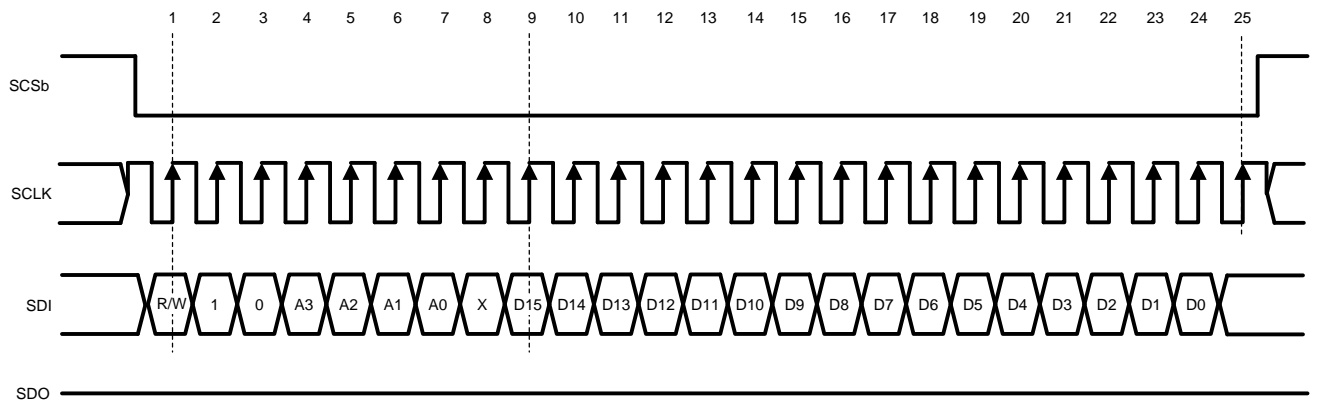 1 2 3 4 5 6 7 8 9 10 11 12 13 14 15 16 17 18 19 20 21 22 23 24 25
SCSb
SCLK
SDI R/W 1 0 A3 A2 A1 A0 X D15 D14 D13 D12 D11 D10 D9 D8 D7 D6 D5 D4 D3 D2 D1 D0
SDO